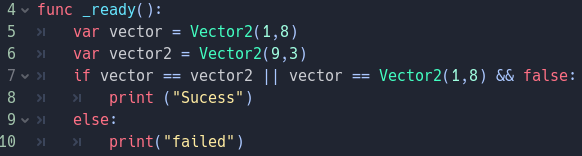 4 func _ready():
5 var vector = Vector2(1,8)
6 var vector2 = Vector2(9,3)
7 if vector == vector2 || vector == Vector2(1,8) && false:
8 print ("Sucess")
9 else:
10 print("failed")